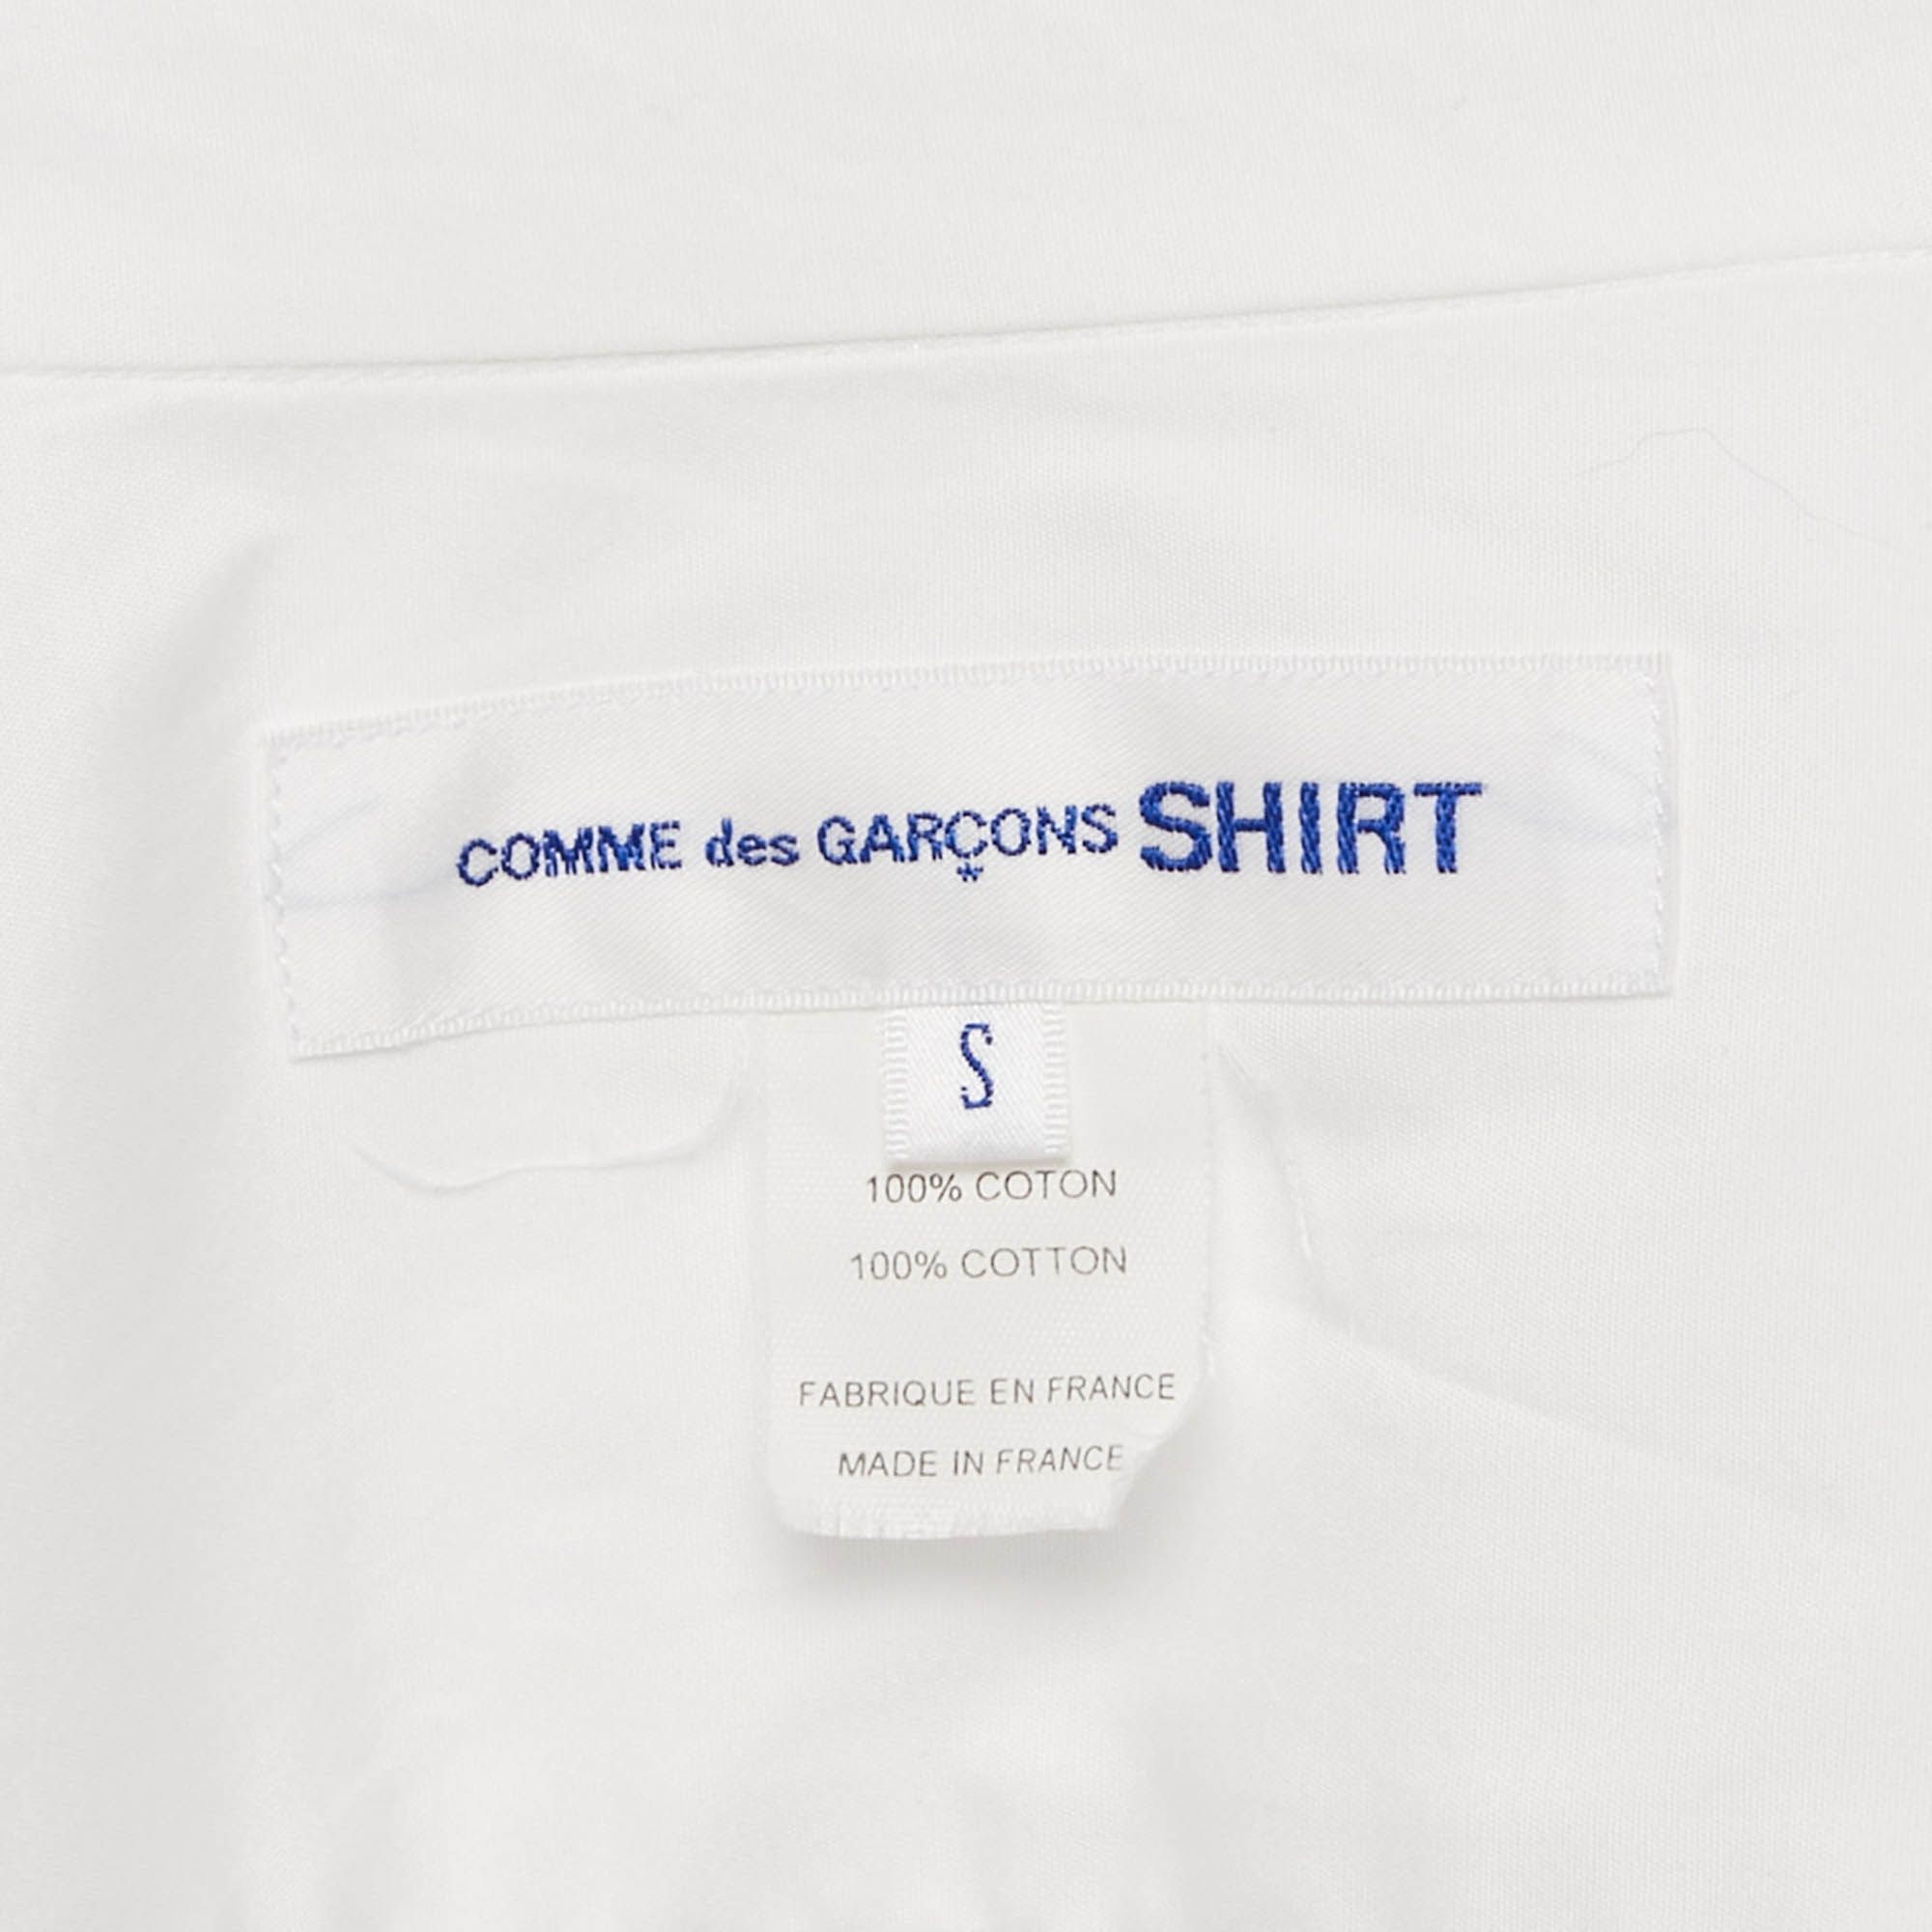 COMME des GARÇONS SHIRT
S
100% COTON
100% COTTON
FABRIQUE EN FRANCE
MADE IN FRANCE